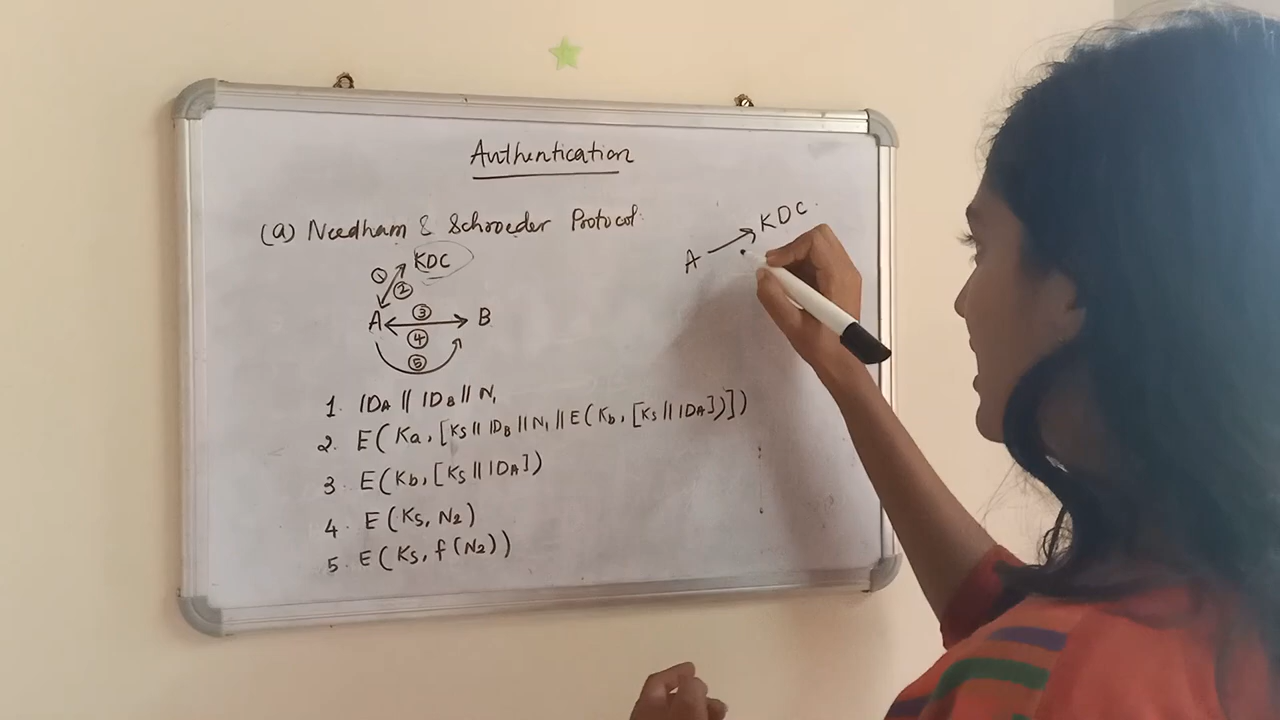 Authentication
(a) Needham & Schroeder Protocol:
KDC
① ②
A ③ B
④
⑤
1. IDA || IDB || N1
2. E(Ka, [Ks || IDB || N1 || E(Kb, [Ks || IDA])])
3. E(Kb, [Ks || IDA])
4. E(Ks, N2)
5. E(Ks, f(N2))
KDC.
A